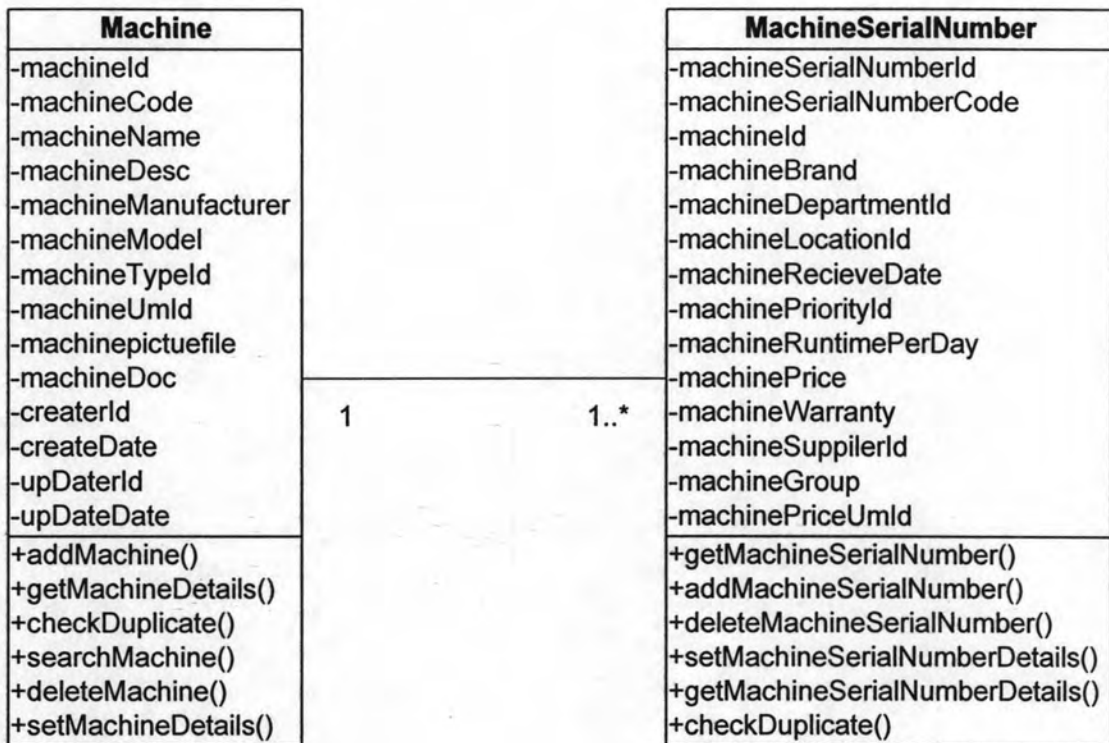 Machine
-machineId
-machineCode
-machineName
-machineDesc
-machineManufacturer
-machineModel
-machineTypeId
-machineUmId
-machinepictuefile
-machineDoc
-createrId
-createDate
-upDaterId
-upDateDate
+addMachine()
+getMachineDetails()
+checkDuplicate()
+searchMachine()
+deleteMachine()
+setMachineDetails()
1
1..*
MachineSerialNumber
-machineSerialNumberId
-machineSerialNumberCode
-machineId
-machineBrand
-machineDepartmentId
-machineLocationId
-machineRecieveDate
-machinePriorityId
-machineRuntimePerDay
-machinePrice
-machineWarranty
-machineSuppilerId
-machineGroup
-machinePriceUmId
+getMachineSerialNumber()
+addMachineSerialNumber()
+deleteMachineSerialNumber()
+setMachineSerialNumberDetails()
+getMachineSerialNumberDetails()
+checkDuplicate()